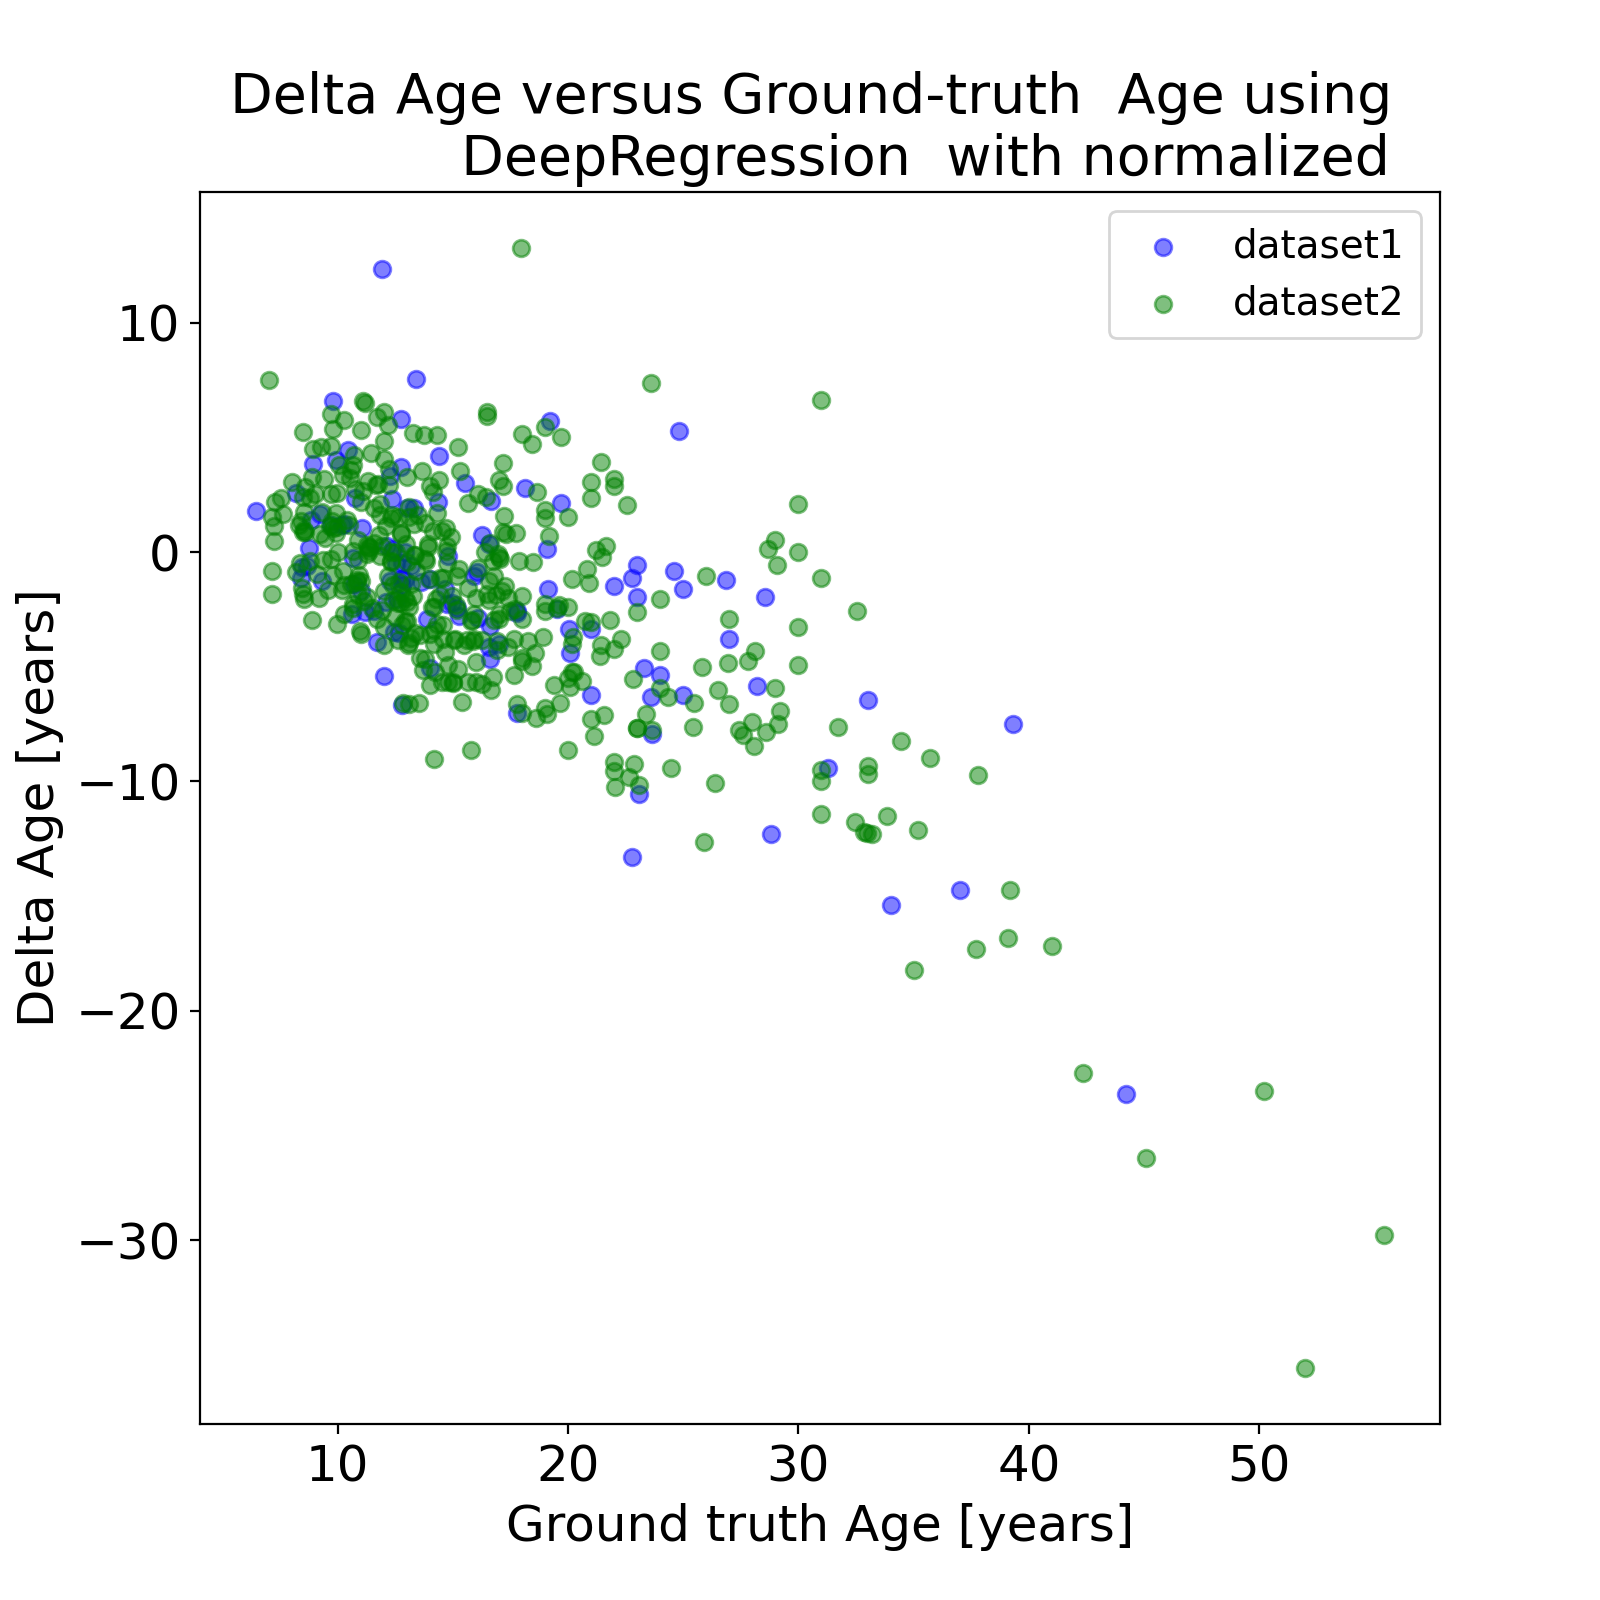 Delta Age versus Ground-truth  Age using
DeepRegression  with normalized
dataset1
dataset2
10
0
−10
−20
−30
Delta Age [years]
10 20 30 40 50
Ground truth Age [years]